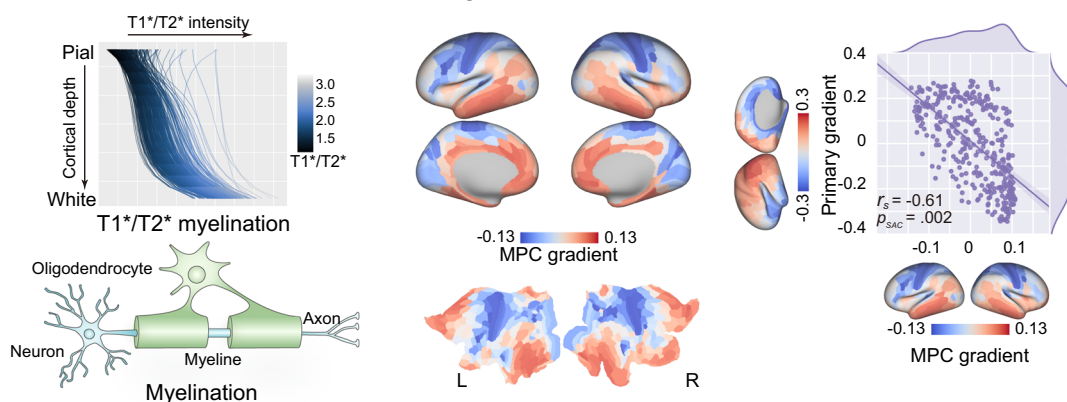 T1*/T2* intensity
Pial
Cortical depth
White
3.0
2.5
2.0
1.5
T1*/T2*
T1*/T2* myelination
Oligodendrocyte
Neuron
Axon
Myeline
Myelination
-0.13 0.13
MPC gradient
L
R
0.3
-0.3
Primary gradient
0.4
0.2
0
-0.2
-0.4
rs = -0.61
pSAC = .002
-0.1 0 0.1
-0.13 0.13
MPC gradient